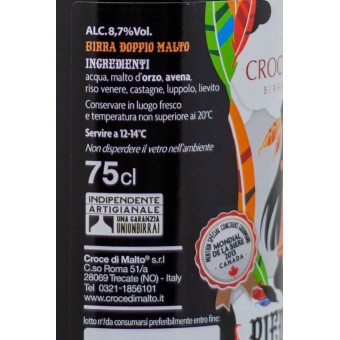 ALC.8,7%Vol.
BIRRA DOPPIO MALTO
INGREDIENTI
acqua, malto d'orzo, avena,
riso venere, castagne, luppolo, lievito
Conservare in luogo fresco
e temperatura non superiore ai 20°C
Servire a 12-14°C
Non disperdere il vetro nell'ambiente
75cl
INDIPENDENTE
ARTIGIANALE
UNA GARANZIA
UNIONBIRRAI
Croce di Malto® s.r.l
C.so Roma 51/a
28069 Trecate (NO) - Italy
Tel. 0321-1856101
www.crocedimalto.it
lotto n°/da consumarsi preferibilmente entro fine:
CROCE
BIRR
MONDIAL
DE LA BIERE
2013
CANADA